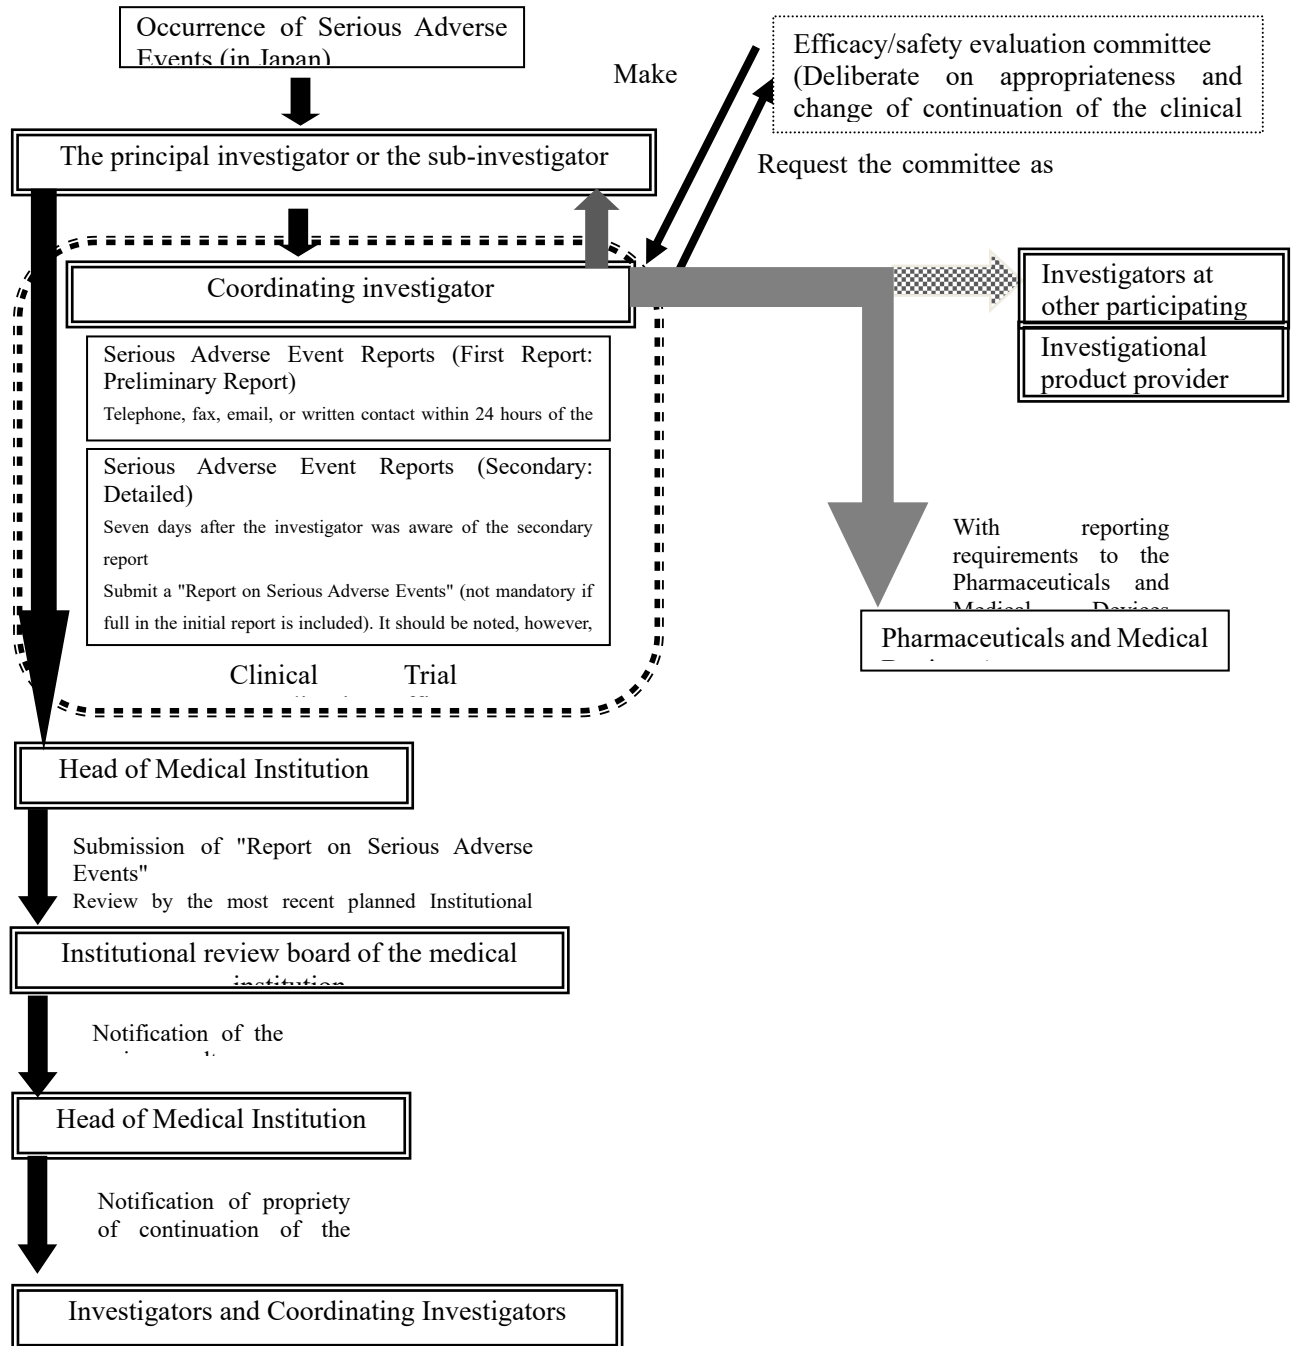 Occurrence of Serious Adverse
Events (in Japan)
Make
Efficacy/safety evaluation committee
(Deliberate on appropriateness and
change of continuation of the clinical
The principal investigator or the sub-investigator
Request the committee as
Coordinating investigator
Investigators at
other participating
Investigational
product provider
Serious Adverse Event Reports (First Report:
Preliminary Report)
Telephone, fax, email, or written contact within 24 hours of the
Serious Adverse Event Reports (Secondary:
Detailed)
Seven days after the investigator was aware of the secondary
report
Submit a "Report on Serious Adverse Events" (not mandatory if
full in the initial report is included). It should be noted, however,
With reporting
requirements to the
Pharmaceuticals and
Medical Devices
Pharmaceuticals and Medical
Clinical Trial
Head of Medical Institution
Submission of "Report on Serious Adverse
Events"
Review by the most recent planned Institutional
Institutional review board of the medical
institution
Notification of the
Head of Medical Institution
Notification of propriety
of continuation of the
Investigators and Coordinating Investigators